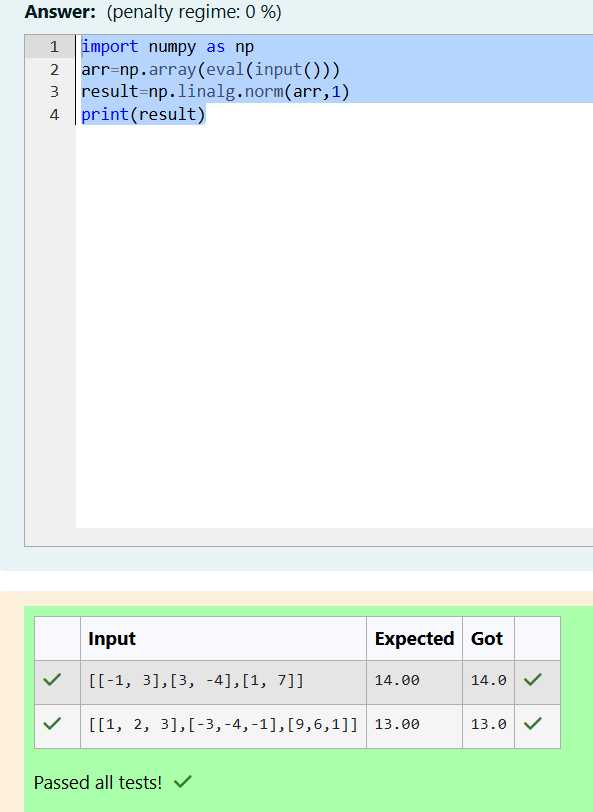 Answer: (penalty regime: 0 %)
1 import numpy as np
2 arr=np.array(eval(input()))
3 result=np.linalg.norm(arr,1)
4 print(result)
Input Expected Got
[[-1, 3],[3, -4],[1, 7]] 14.00 14.0
[[1, 2, 3],[-3,-4,-1],[9,6,1]] 13.00 13.0
Passed all tests!